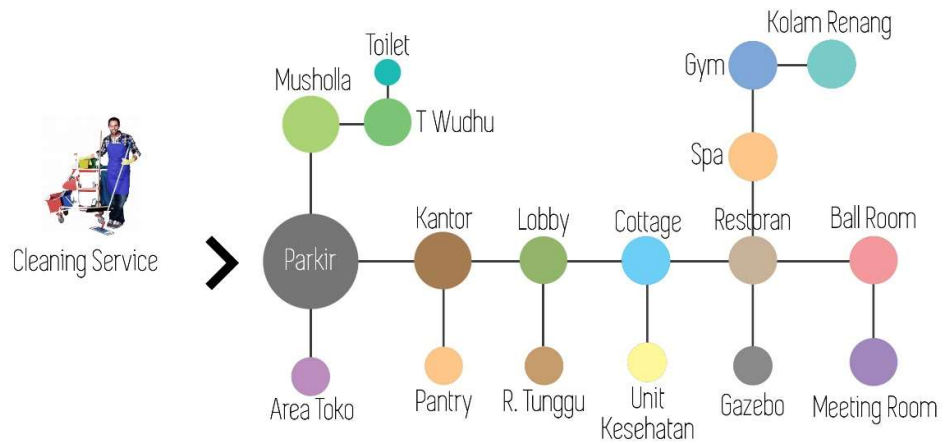 Kolam Renang
Toilet
Gym
Musholla
T Wudhu
Spa
Kantor
Lobby
Cottage
Restoran
Ball Room
Cleaning Service
Parkir
Area Toko
Pantry
R. Tunggu
Unit
Kesehatan
Gazebo
Meeting Room